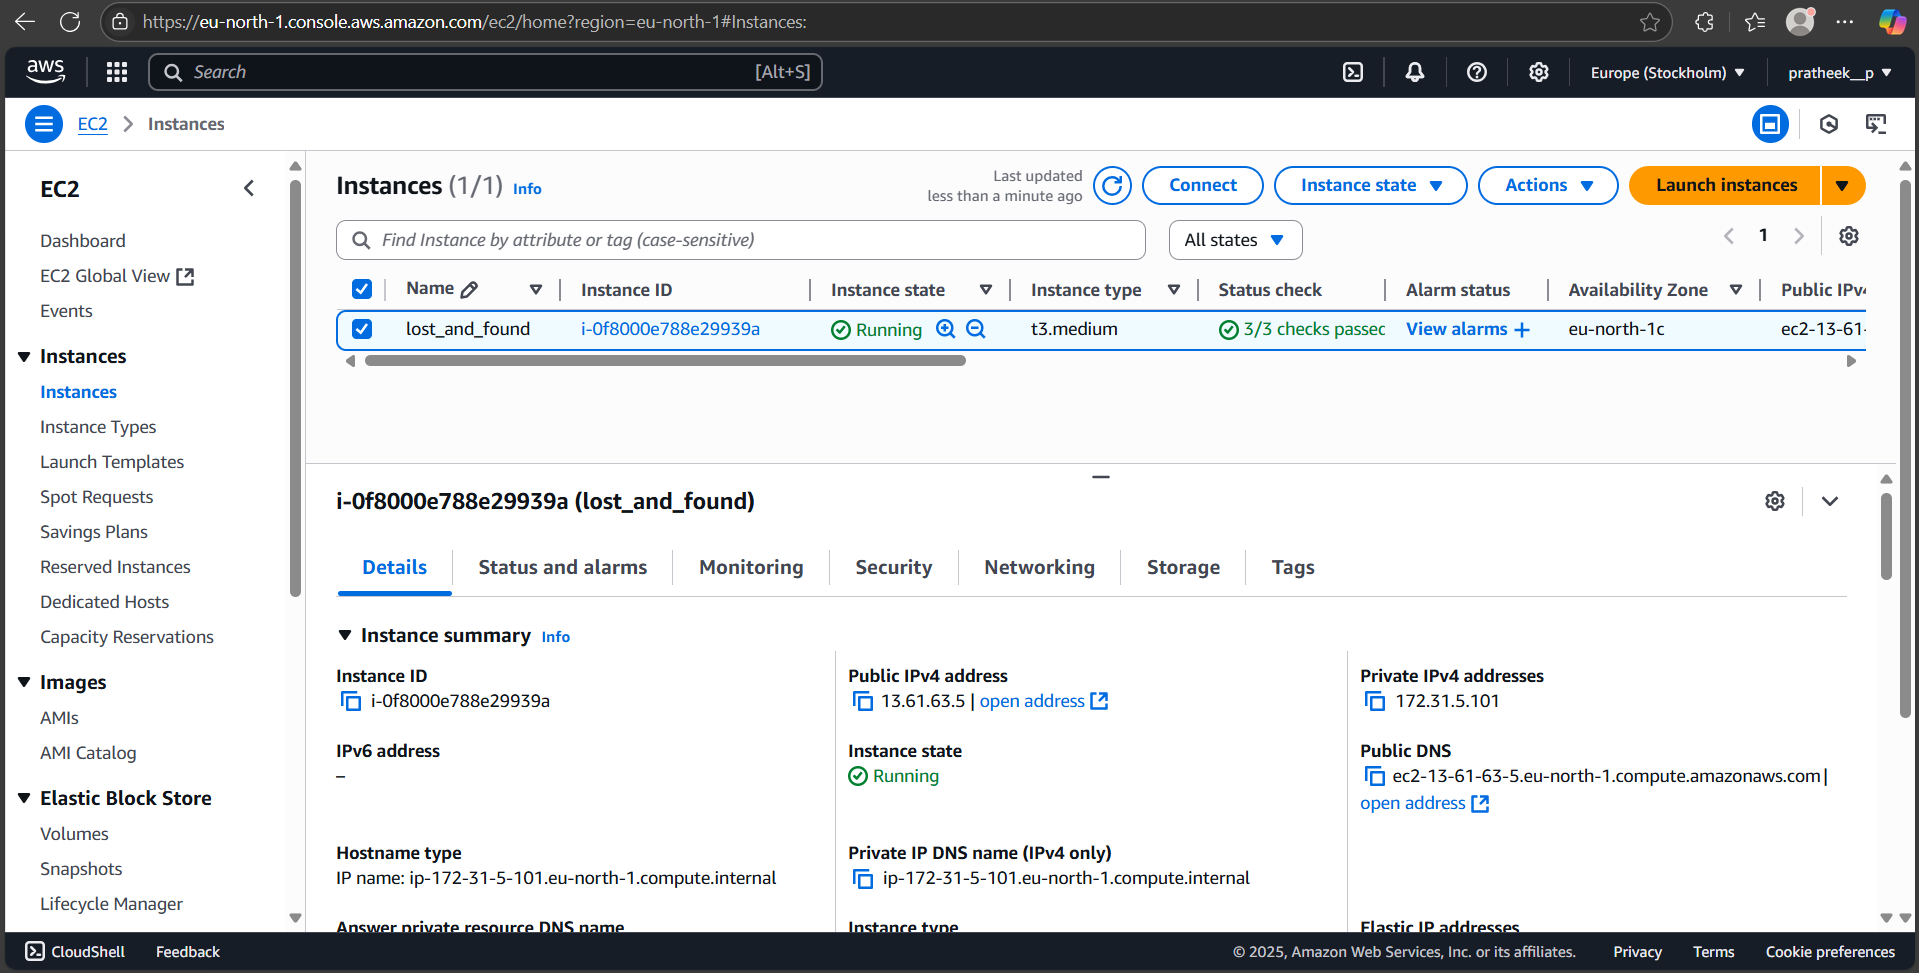 https://eu-north-1.console.aws.amazon.com/ec2/home?region=eu-north-1#Instances:
aws
Search
[Alt+S]
Europe (Stockholm)
pratheek__p
EC2
Instances
EC2
Dashboard
EC2 Global View
Events
Instances
Instances
Instance Types
Launch Templates
Spot Requests
Savings Plans
Reserved Instances
Dedicated Hosts
Capacity Reservations
Images
AMIs
AMI Catalog
Elastic Block Store
Volumes
Snapshots
Lifecycle Manager
Instances (1/1) Info
Last updated
less than a minute ago
Connect
Instance state
Actions
Launch instances
Find Instance by attribute or tag (case-sensitive)
All states
1
Name Instance ID Instance state Instance type Status check Alarm status Availability Zone Public IPv4
lost_and_found i-0f8000e788e29939a Running t3.medium 3/3 checks passec View alarms + eu-north-1c ec2-13-61-
i-0f8000e788e29939a (lost_and_found)
Details Status and alarms Monitoring Security Networking Storage Tags
Instance summary Info
Instance ID
i-0f8000e788e29939a
Public IPv4 address
13.61.63.5 | open address
Private IPv4 addresses
172.31.5.101
IPv6 address
–
Instance state
Running
Public DNS
ec2-13-61-63-5.eu-north-1.compute.amazonaws.com |
open address
Hostname type
IP name: ip-172-31-5-101.eu-north-1.compute.internal
Private IP DNS name (IPv4 only)
ip-172-31-5-101.eu-north-1.compute.internal
Answer private resource DNS name
Instance type
Elastic IP addresses
CloudShell Feedback
© 2025, Amazon Web Services, Inc. or its affiliates. Privacy Terms Cookie preferences